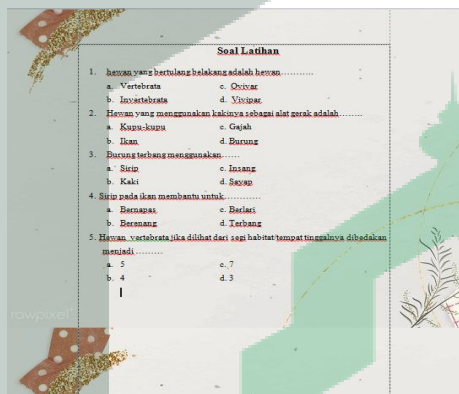 Soal Latihan
1. hewan yang bertulang belakang adalah hewan............
a. Vertebrata c. Ovivar
b. Invertebrata d. Vivipar
2. Hewan yang menggunakan kakinya sebagai alat gerak adalah........
a. Kupu-kupu c. Gajah
b. Ikan d. Burung
3. Burung terbang menggunakan......
a. Sirip c. Insang
b. Kaki d. Sayap
4. Sirip pada ikan membantu untuk............
a. Bernapas c. Berlari
b. Berenang d. Terbang
5. Hewan vertebrata jika dilihat dari segi habitat/tempat tinggalnya dibedakan
menjadi .........
a. 5 c. 7
b. 4 d. 3
rawpixel